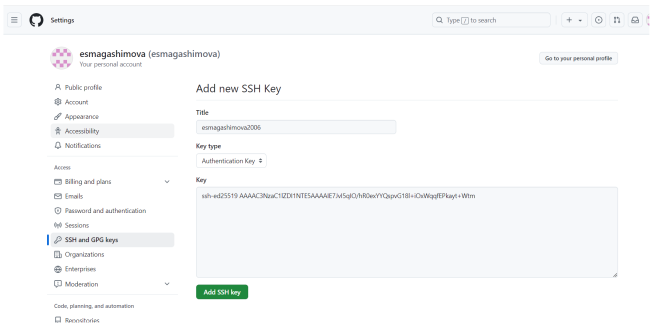 Settings
Type / to search
esmagashimova (esmagashimova)
Your personal account
Go to your personal profile
Public profile
Account
Appearance
Accessibility
Notifications
Access
Billing and plans
Emails
Password and authentication
Sessions
SSH and GPG keys
Organizations
Enterprises
Moderation
Code, planning, and automation
Repositories
Add new SSH Key
Title
esmagashimova2006
Key type
Authentication Key
Key
ssh-ed25519
Add SSH key